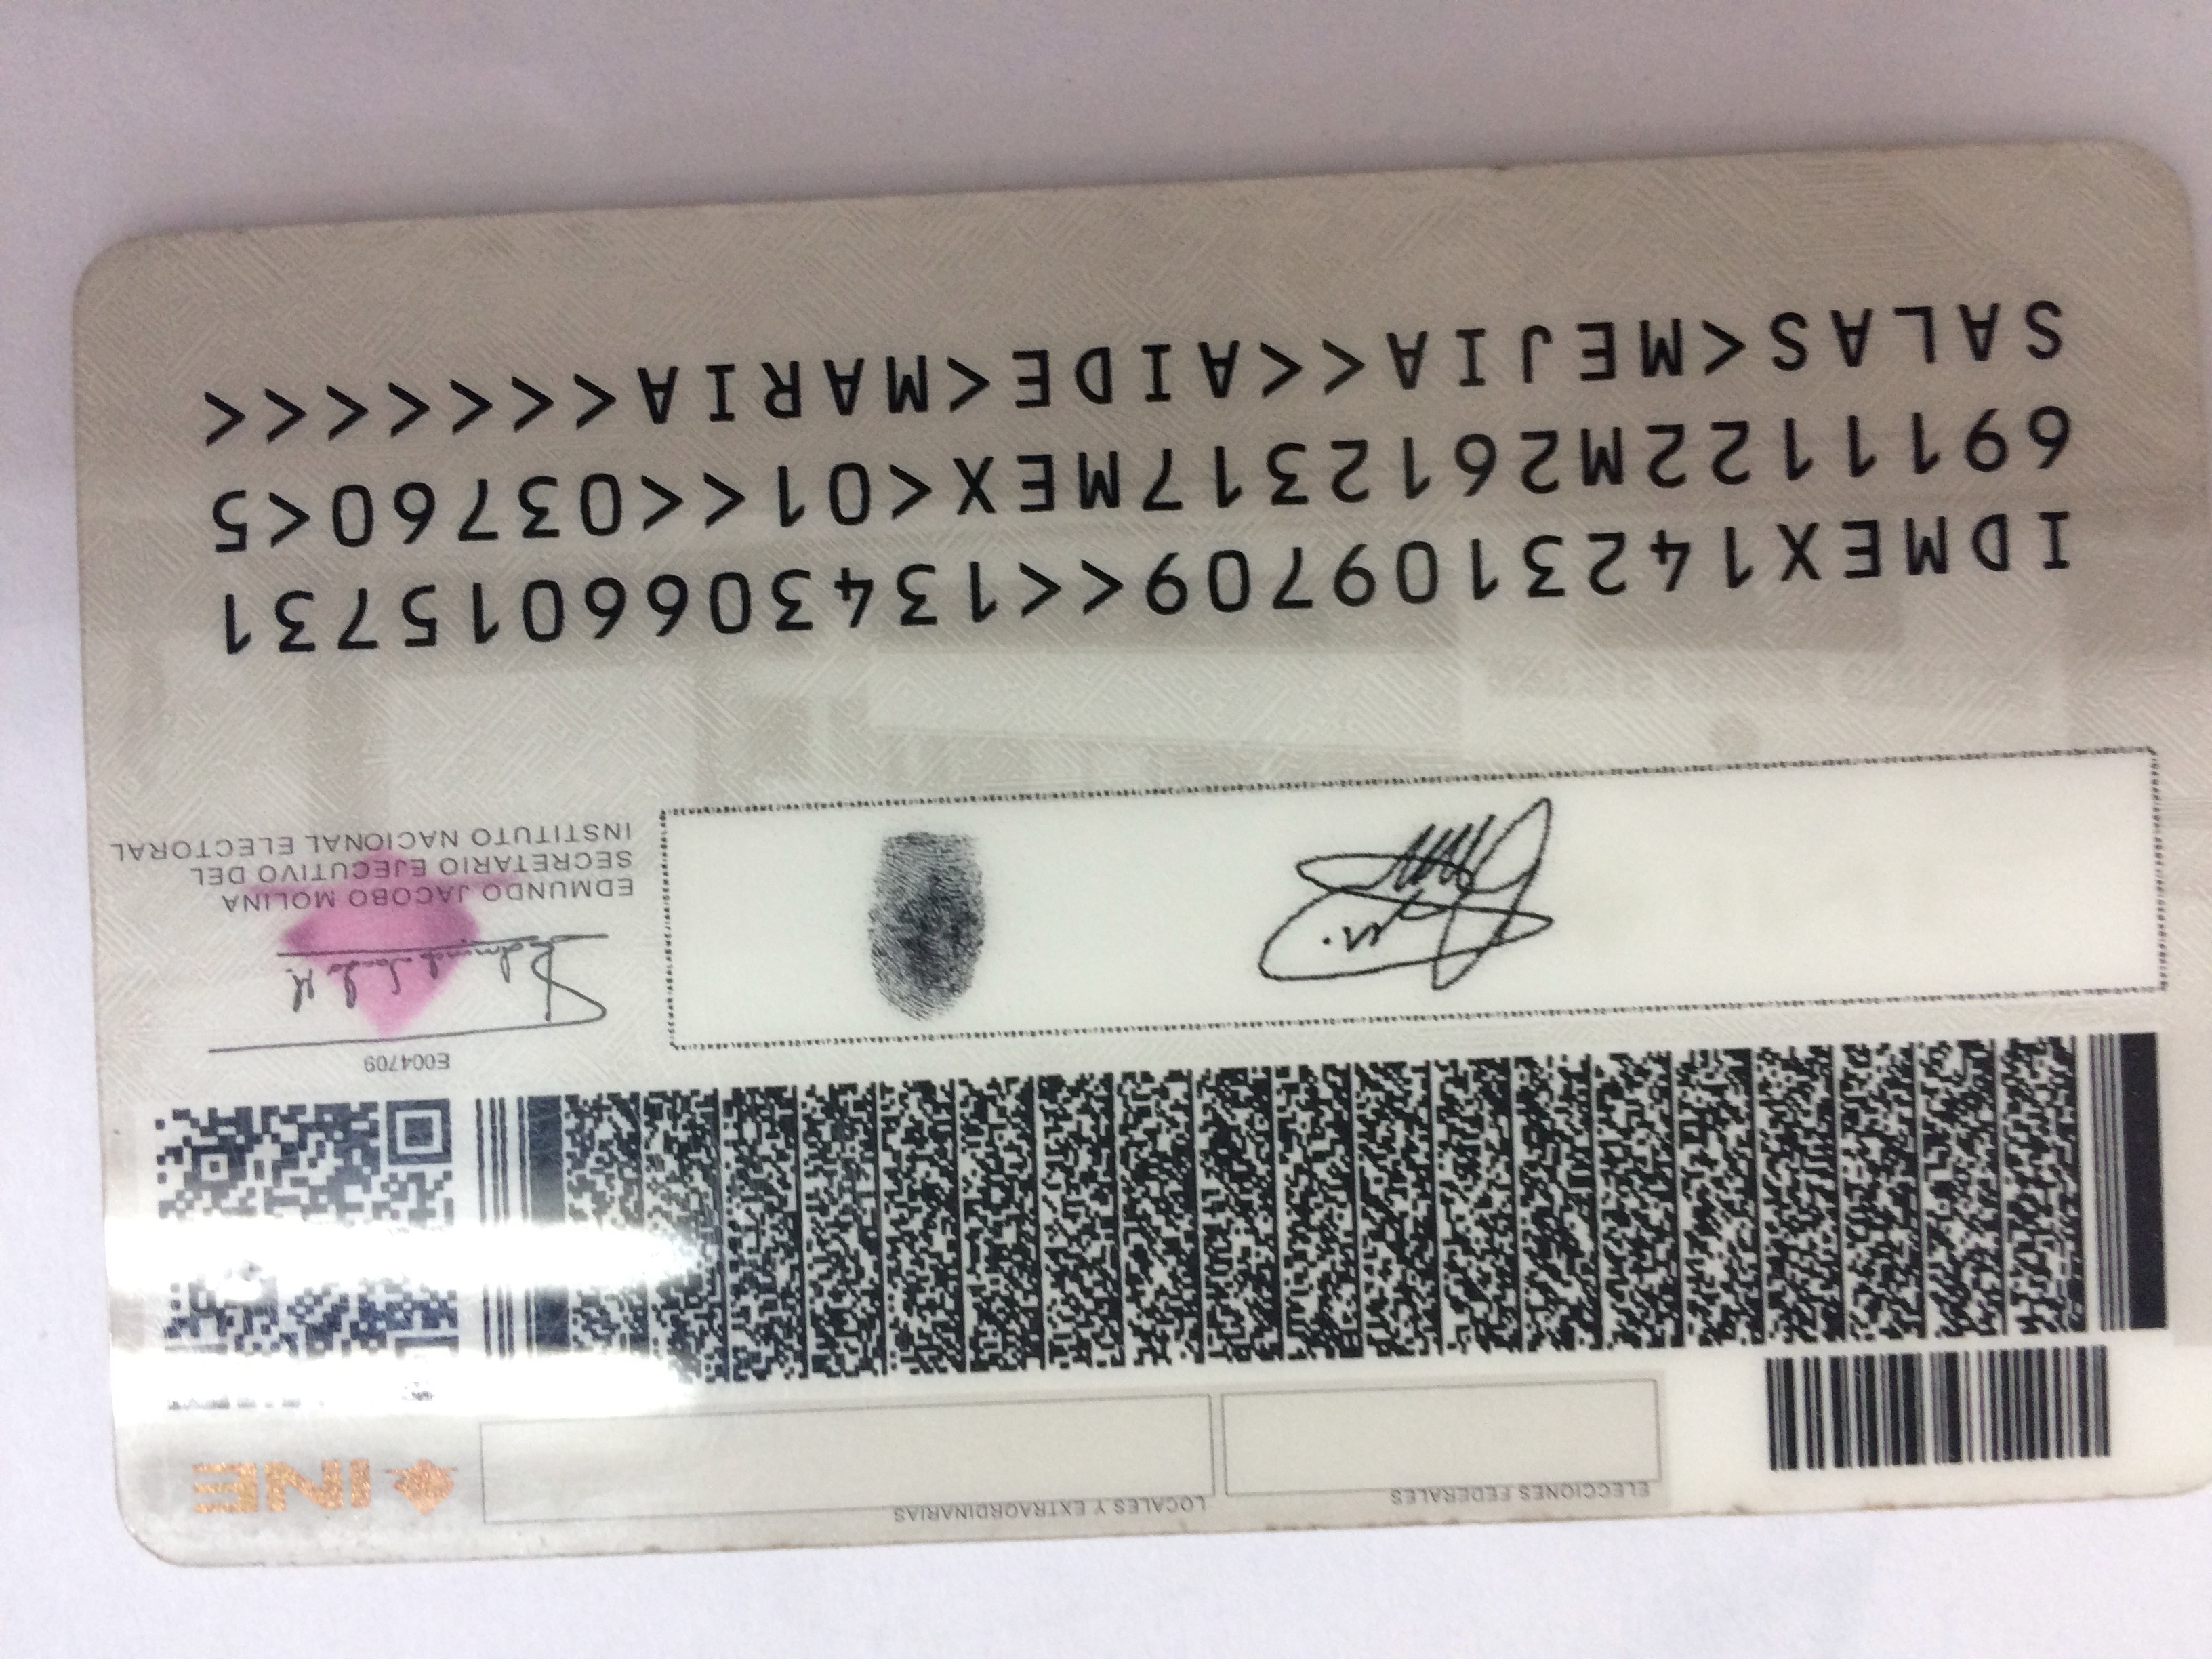 INE
ELECCIONES FEDERALES
LOCALES Y EXTRAORDINARIAS
E004709
EDMUNDO JACOBO MOLINA
SECRETARIO EJECUTIVO DEL
INSTITUTO NACIONAL ELECTORAL
IDMEX1423109709<<1343066015731
6911122M2612317MEX<01<<03760<5
SALAS<MEJIA<<AIDE<MARIA<<<<<<<